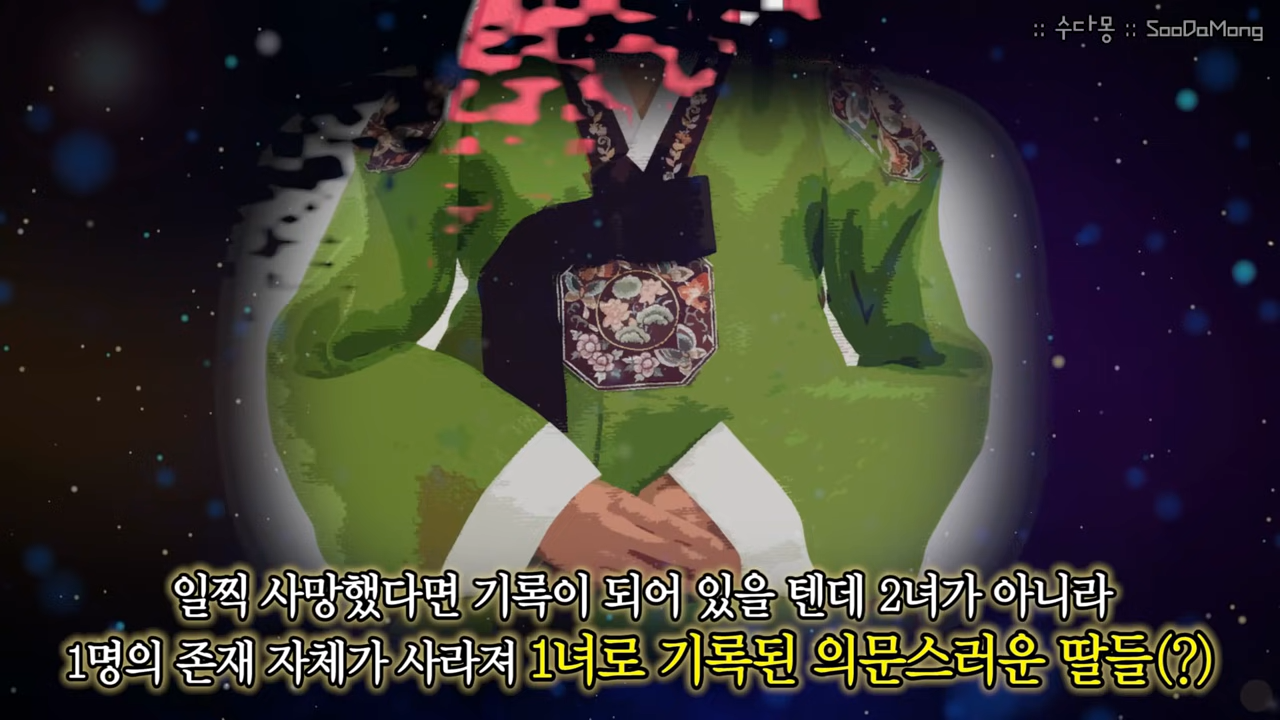 :: 수다몽 :: SooDaMong
일찍 사망했다면 기록이 되어 있을 텐데 2녀가 아니라
1명의 존재 자체가 사라져 1녀로 기록된 의문스러운 딸들(?)